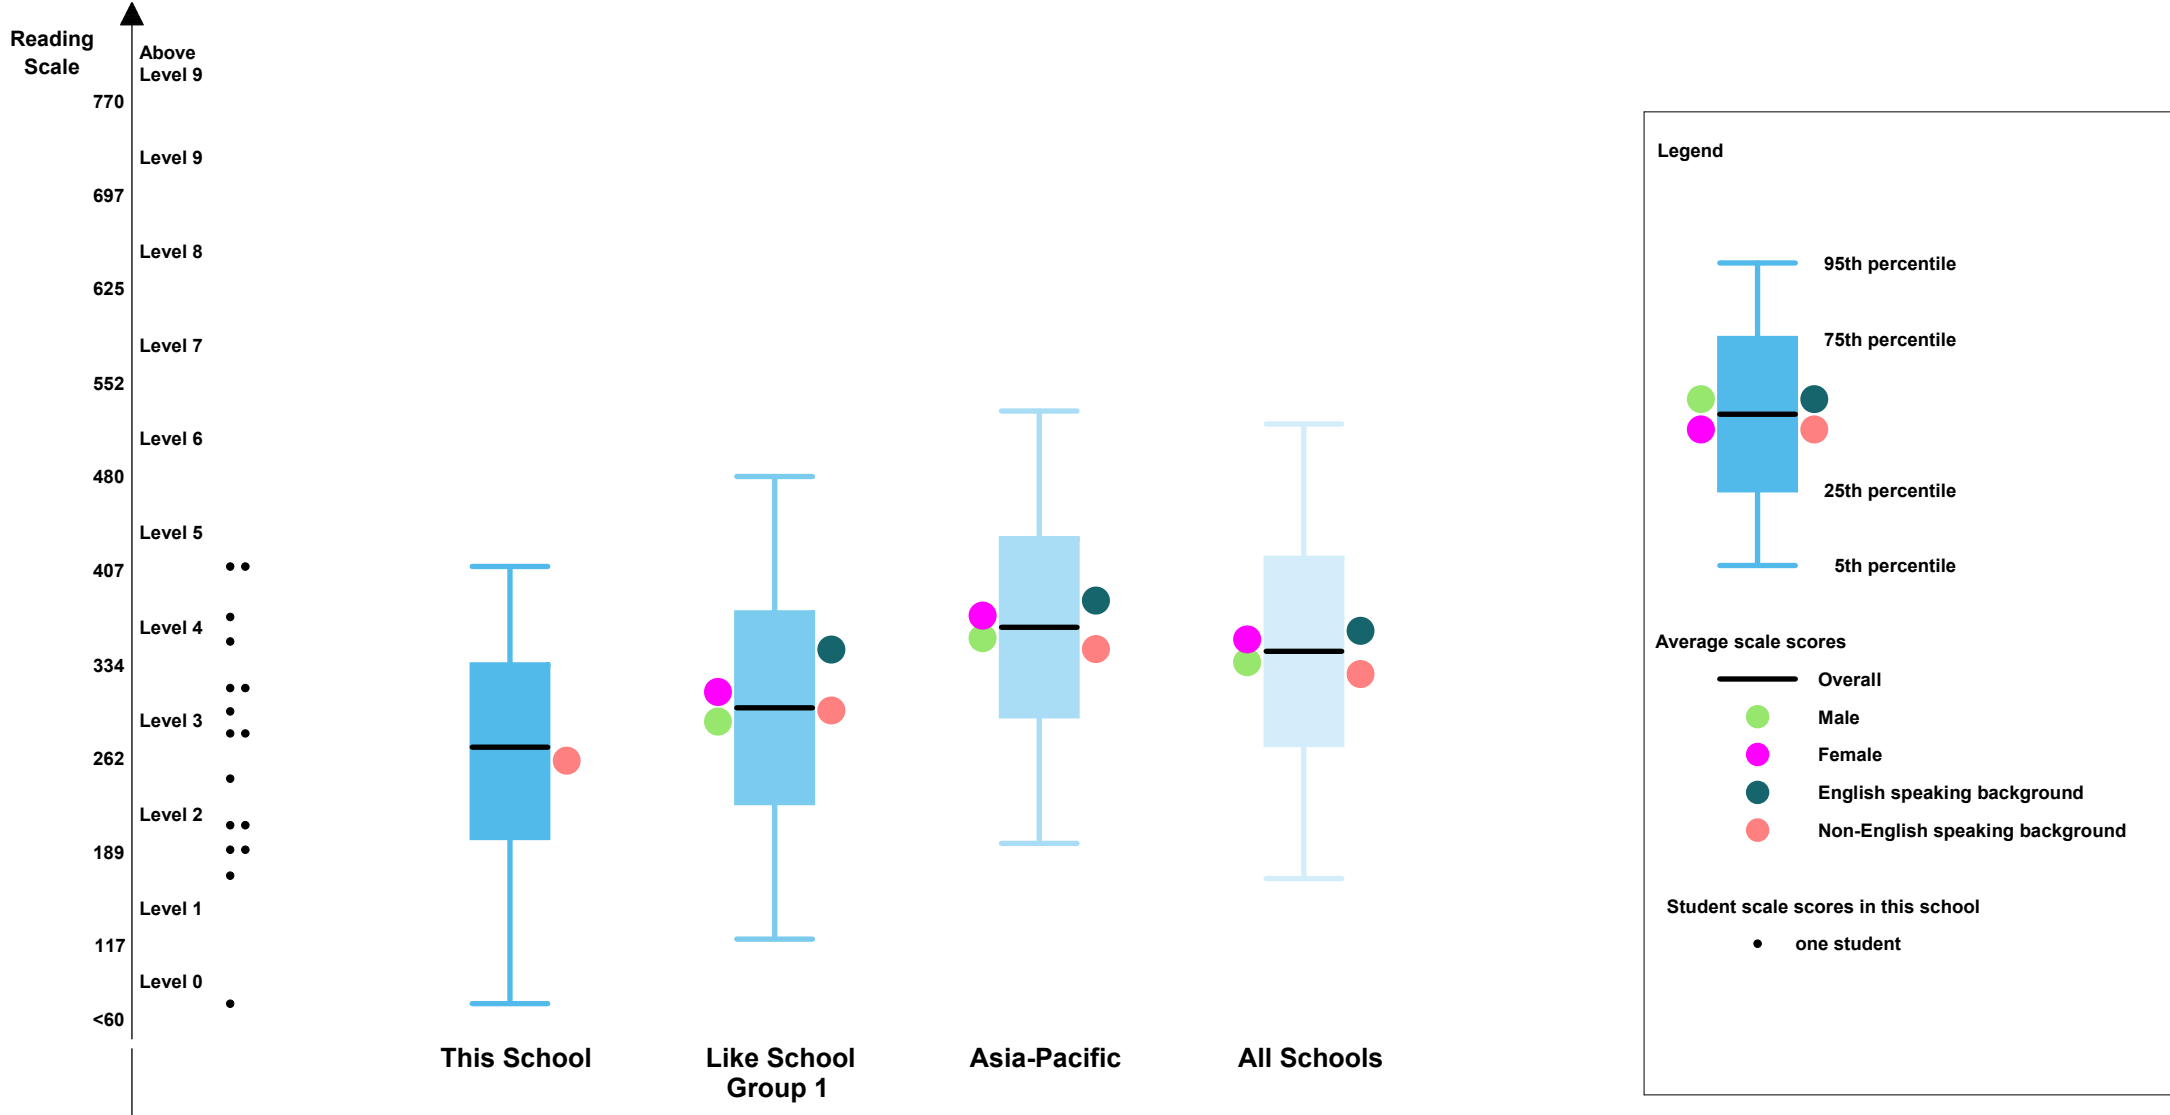 Reading
Scale
Above
Level 9
770
Level 9
697
Level 8
625
Level 7
552
Level 6
480
Level 5
407
Level 4
334
Level 3
262
Level 2
189
Level 1
117
Level 0
<60
This School
Like School
Group 1
Asia-Pacific
All Schools
Legend
95th percentile
75th percentile
25th percentile
5th percentile
Average scale scores
Overall
Male
Female
English speaking background
Non-English speaking background
Student scale scores in this school
one student